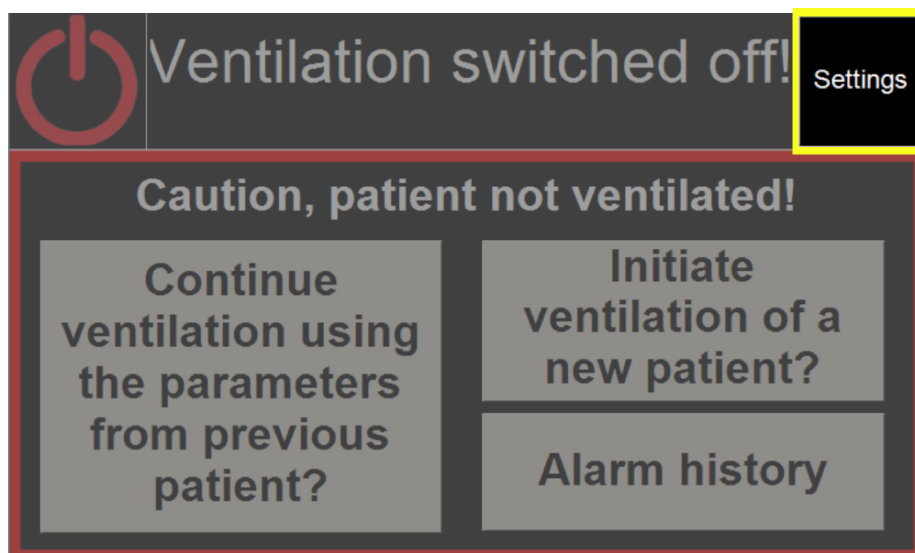 Ventilation switched off!
Settings
Caution, patient not ventilated!
Continue
ventilation using
the parameters
from previous
patient?
Initiate
ventilation of a
new patient?
Alarm history